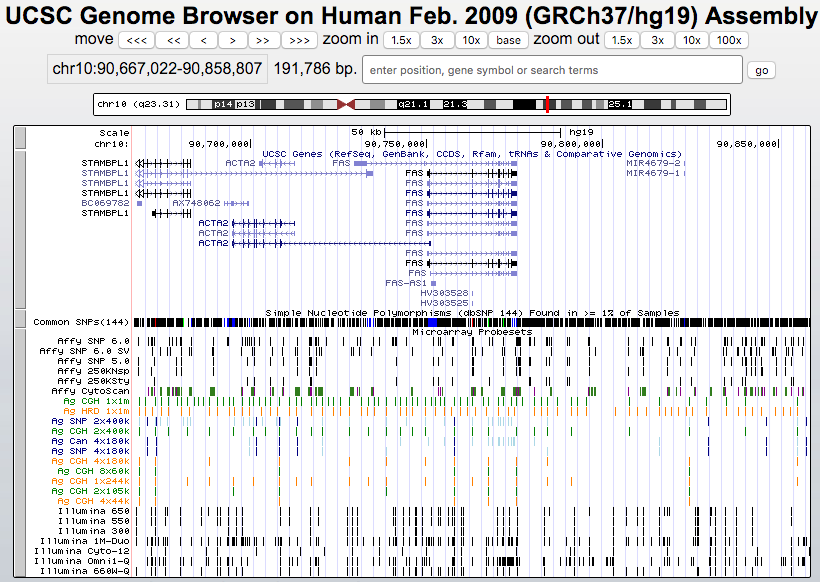 UCSC Genome Browser on Human Feb. 2009 (GRCh37/hg19) Assembly
move <<< << < > >> >>> zoom in 1.5x 3x 10x base zoom out 1.5x 3x 10x 100x
chr10:90,667,022-90,858,807 191,786 bp. enter position, gene symbol or search terms go
chr10 (q23.31) p14 p13 q21.1 21.3 25.1
Scale 50 kb hg19
chr10: 90,700,000 90,750,000 90,800,000 90,850,000
UCSC Genes (RefSeq, GenBank, CCDS, Rfam, tRNAs & Comparative Genomics)
STAMBPL1 ACTA2 FAS MIR4679-2
STAMBPL1 FAS MIR4679-1
STAMBPL1 FAS
STAMBPL1 FAS
BC069782 AX748062 FAS
STAMBPL1 FAS
ACTA2 FAS
ACTA2 FAS
ACTA2
FAS
FAS
FAS
FAS-AS1
HV303528
HV303525
Simple Nucleotide Polymorphisms (dbSNP 144) Found in >= 1% of Samples
Common SNPs(144)
Microarray Probesets
Affy SNP 6.0
Affy SNP 6.0 SV
Affy SNP 5.0
Affy 250KNsp
Affy 250KSty
Affy CytoScan
Ag CGH 1x1m
Ag HRD 1x1m
Ag SNP 2x400k
Ag CGH 2x400k
Ag Can 4x180k
Ag SNP 4x180k
Ag CGH 4x180k
Ag CGH 8x60k
Ag CGH 1x244k
Ag CGH 2x105k
Ag CGH 4x44k
Illumina 650
Illumina 550
Illumina 300
Illumina 1M-Duo
Illumina Cyto-12
Illumina Omni1-Q
Illumina 660W-Q